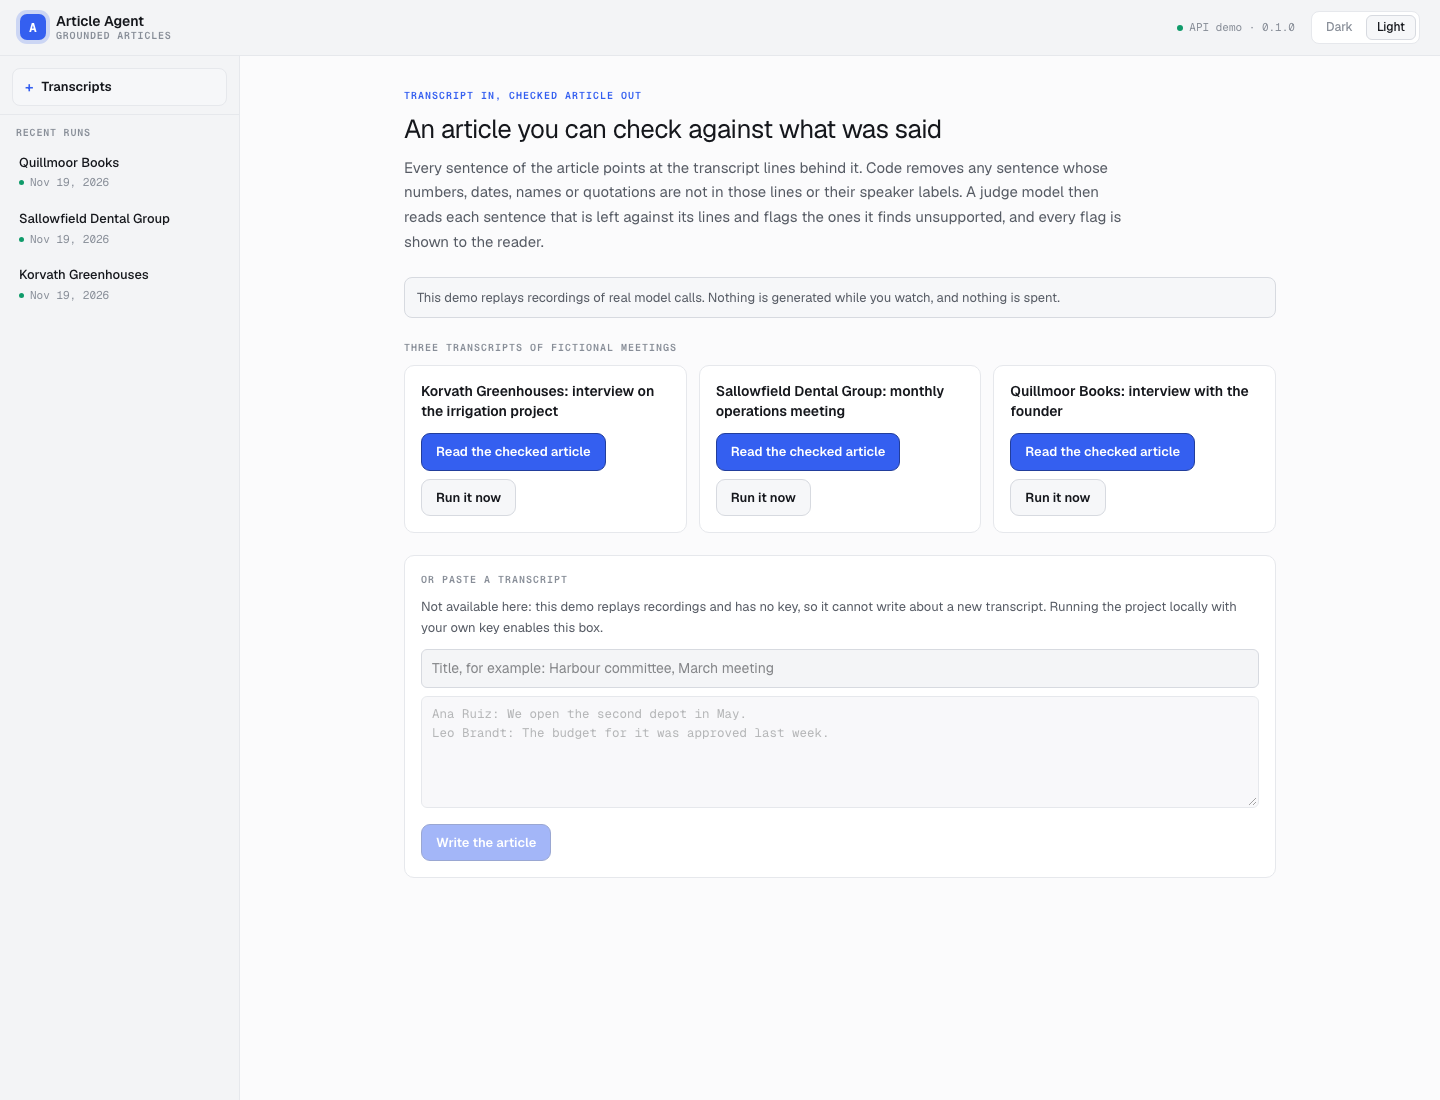 A
Article Agent
GROUNDED ARTICLES
API demo · 0.1.0
Dark
Light
+ Transcripts
RECENT RUNS
Quillmoor Books
Nov 19, 2026
Sallowfield Dental Group
Nov 19, 2026
Korvath Greenhouses
Nov 19, 2026
TRANSCRIPT IN, CHECKED ARTICLE OUT
An article you can check against what was said
Every sentence of the article points at the transcript lines behind it. Code removes any sentence whose
numbers, dates, names or quotations are not in those lines or their speaker labels. A judge model then
reads each sentence that is left against its lines and flags the ones it finds unsupported, and every flag is
shown to the reader.
This demo replays recordings of real model calls. Nothing is generated while you watch, and nothing is spent.
THREE TRANSCRIPTS OF FICTIONAL MEETINGS
Korvath Greenhouses: interview on
the irrigation project
Read the checked article
Run it now
Sallowfield Dental Group: monthly
operations meeting
Read the checked article
Run it now
Quillmoor Books: interview with the
founder
Read the checked article
Run it now
OR PASTE A TRANSCRIPT
Not available here: this demo replays recordings and has no key, so it cannot write about a new transcript. Running the project locally with
your own key enables this box.
Title, for example: Harbour committee, March meeting
Ana Ruiz: We open the second depot in May.
Leo Brandt: The budget for it was approved last week.
Write the article